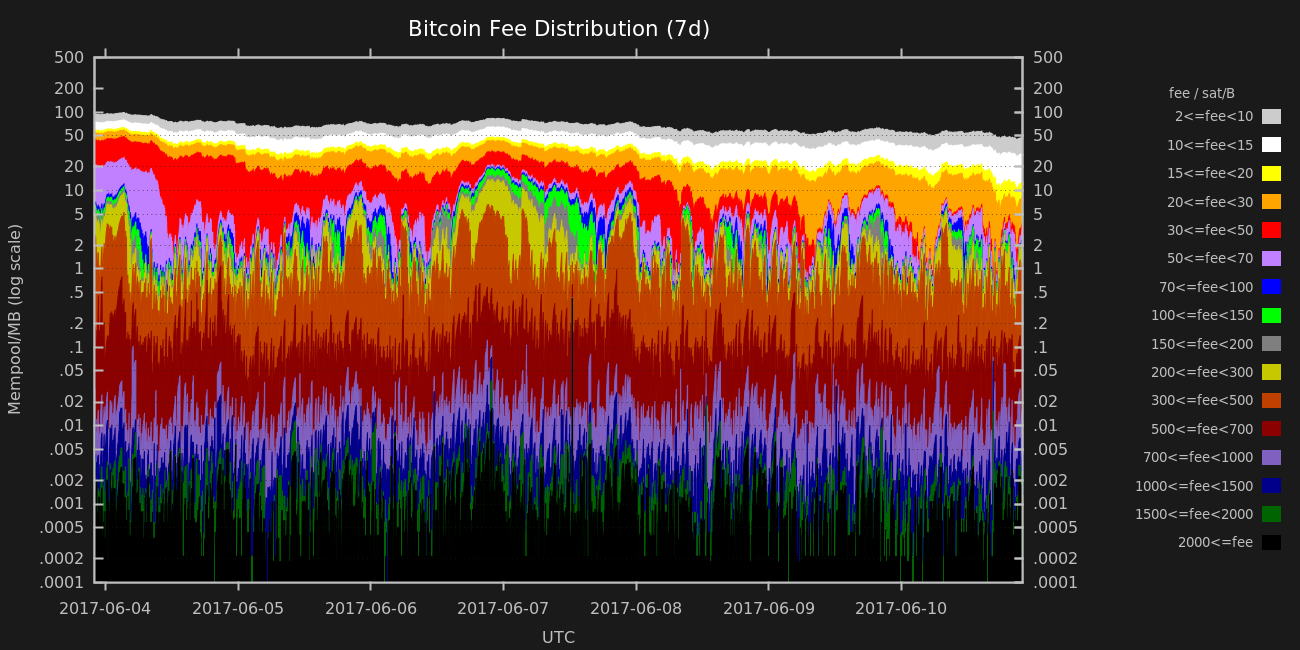 Bitcoin Fee Distribution (7d)
500
200
100
50
20
10
5
2
1
.5
.2
.1
.05
.02
.01
.005
.002
.001
.0005
.0002
.0001
Mempool/MB (log scale)
500
200
100
50
20
10
5
2
1
.5
.2
.1
.05
.02
.01
.005
.002
.001
.0005
.0002
.0001
2017-06-04 2017-06-05 2017-06-06 2017-06-07 2017-06-08 2017-06-09 2017-06-10
UTC
fee / sat/B
2<=fee<10
10<=fee<15
15<=fee<20
20<=fee<30
30<=fee<50
50<=fee<70
70<=fee<100
100<=fee<150
150<=fee<200
200<=fee<300
300<=fee<500
500<=fee<700
700<=fee<1000
1000<=fee<1500
1500<=fee<2000
2000<=fee